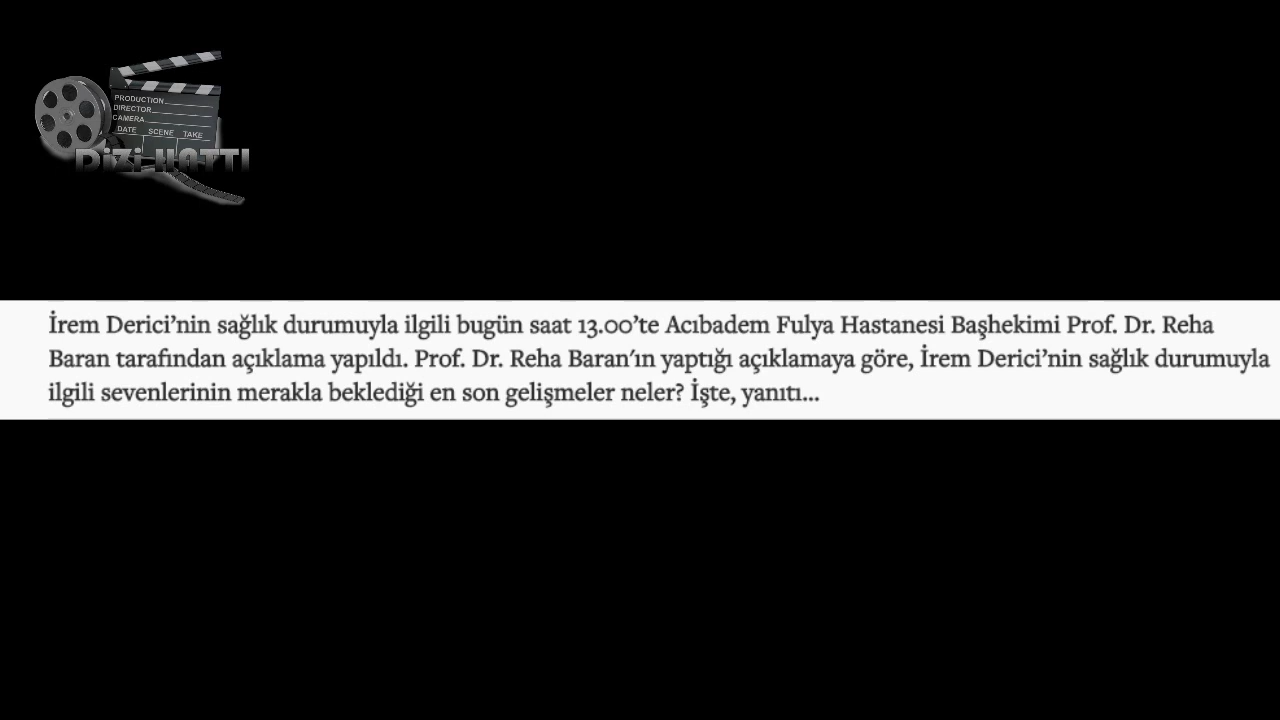 PRODUCTION
DIRECTOR
CAMERA
DATE SCENE TAKE
DiZi HATTI
İrem Derici’nin sağlık durumuyla ilgili bugün saat 13.00’te Acıbadem Fulya Hastanesi Başhekimi Prof. Dr. Reha
Baran tarafından açıklama yapıldı. Prof. Dr. Reha Baran'ın yaptığı açıklamaya göre, İrem Derici’nin sağlık durumuyla
ilgili sevenlerinin merakla beklediği en son gelişmeler neler? İşte, yanıtı...